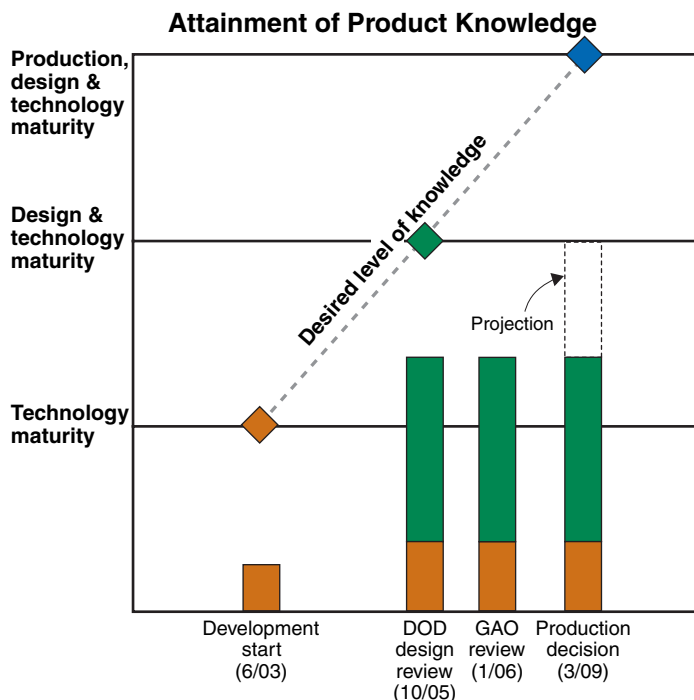 Attainment of Product Knowledge
Production,
design &
technology
maturity
Design &
technology
maturity
Technology
maturity
Desired level of knowledge
Projection
Development
start
(6/03)
DOD
design
review
(10/05)
GAO
review
(1/06)
Production
decision
(3/09)